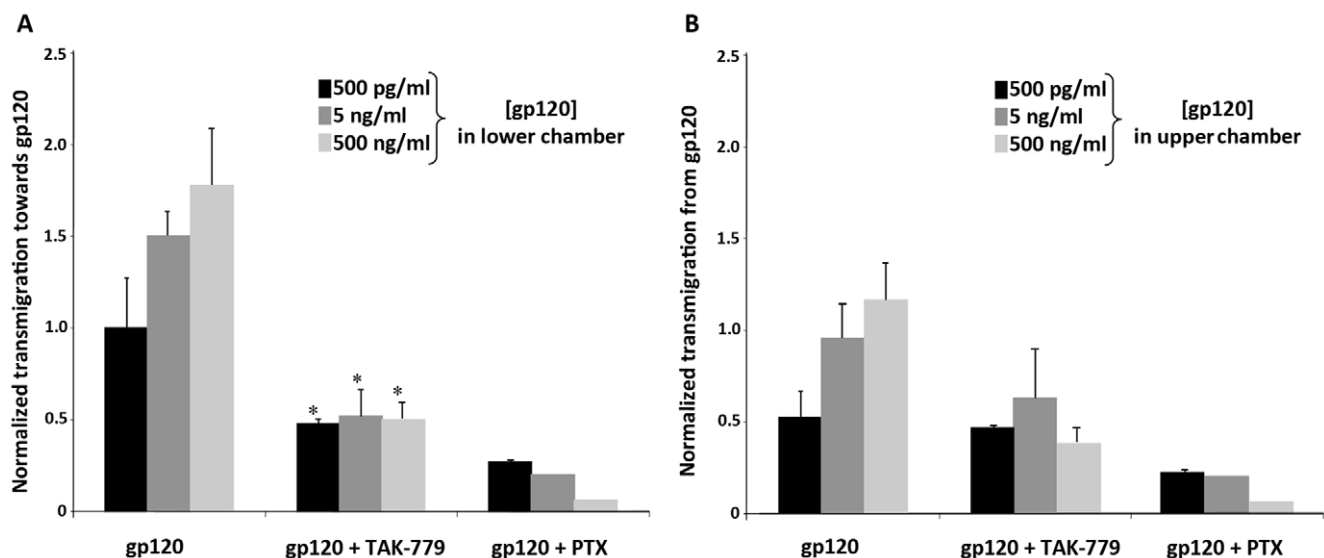 A
Normalized transmigration towards gp120
2.5
2.0
1.5
1.0
0.5
0
500 pg/ml
5 ng/ml
500 ng/ml
[gp120]
in lower chamber
*
*
*
gp120
gp120 + TAK-779
gp120 + PTX
B
Normalized transmigration from gp120
2.5
2.0
1.5
1.0
0.5
0
500 pg/ml
5 ng/ml
500 ng/ml
[gp120]
in upper chamber
gp120
gp120 + TAK-779
gp120 + PTX